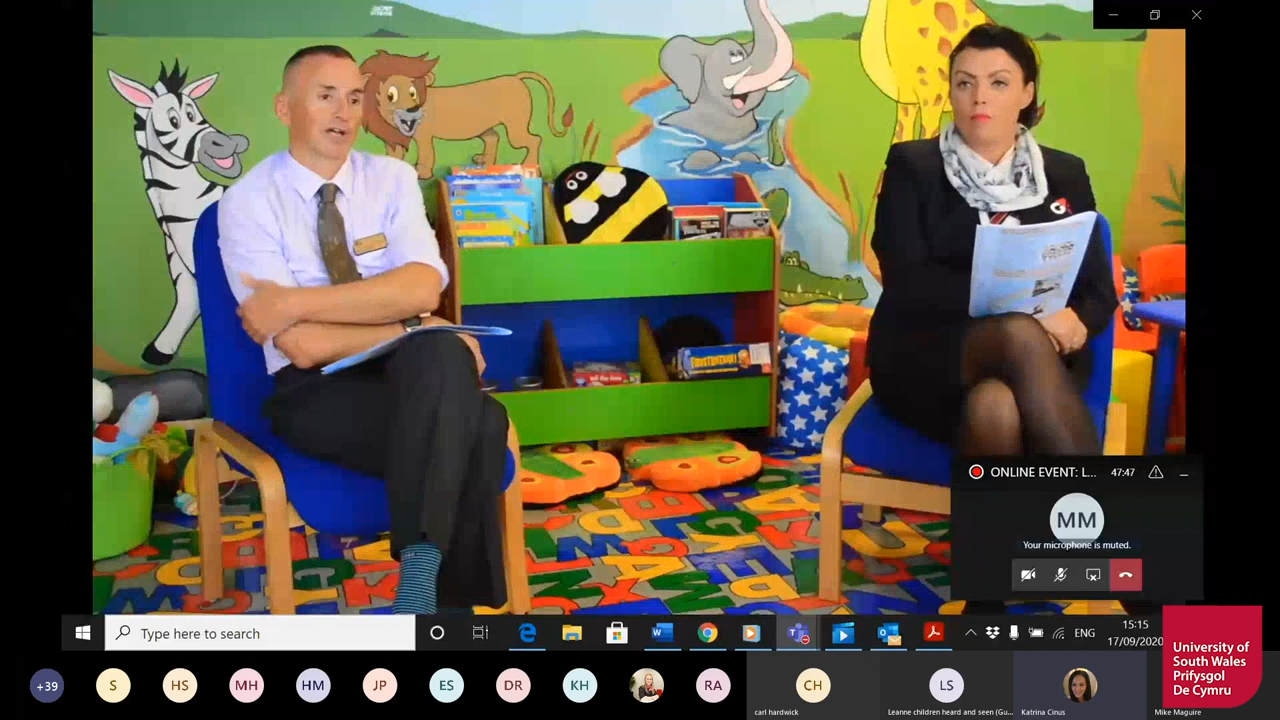 ONLINE EVENT: L...
47:47
MM
Your microphone is muted.
Type here to search
ENG
15:15
17/09/2020
University of
South Wales
Prifysgol
De Cymru
+39
S
HS
MH
HM
JP
ES
DR
KH
RA
CH
LS
carl hardwick
Leanne children heard and seen (Gu...
Katrina Cinus
Mike Maguire